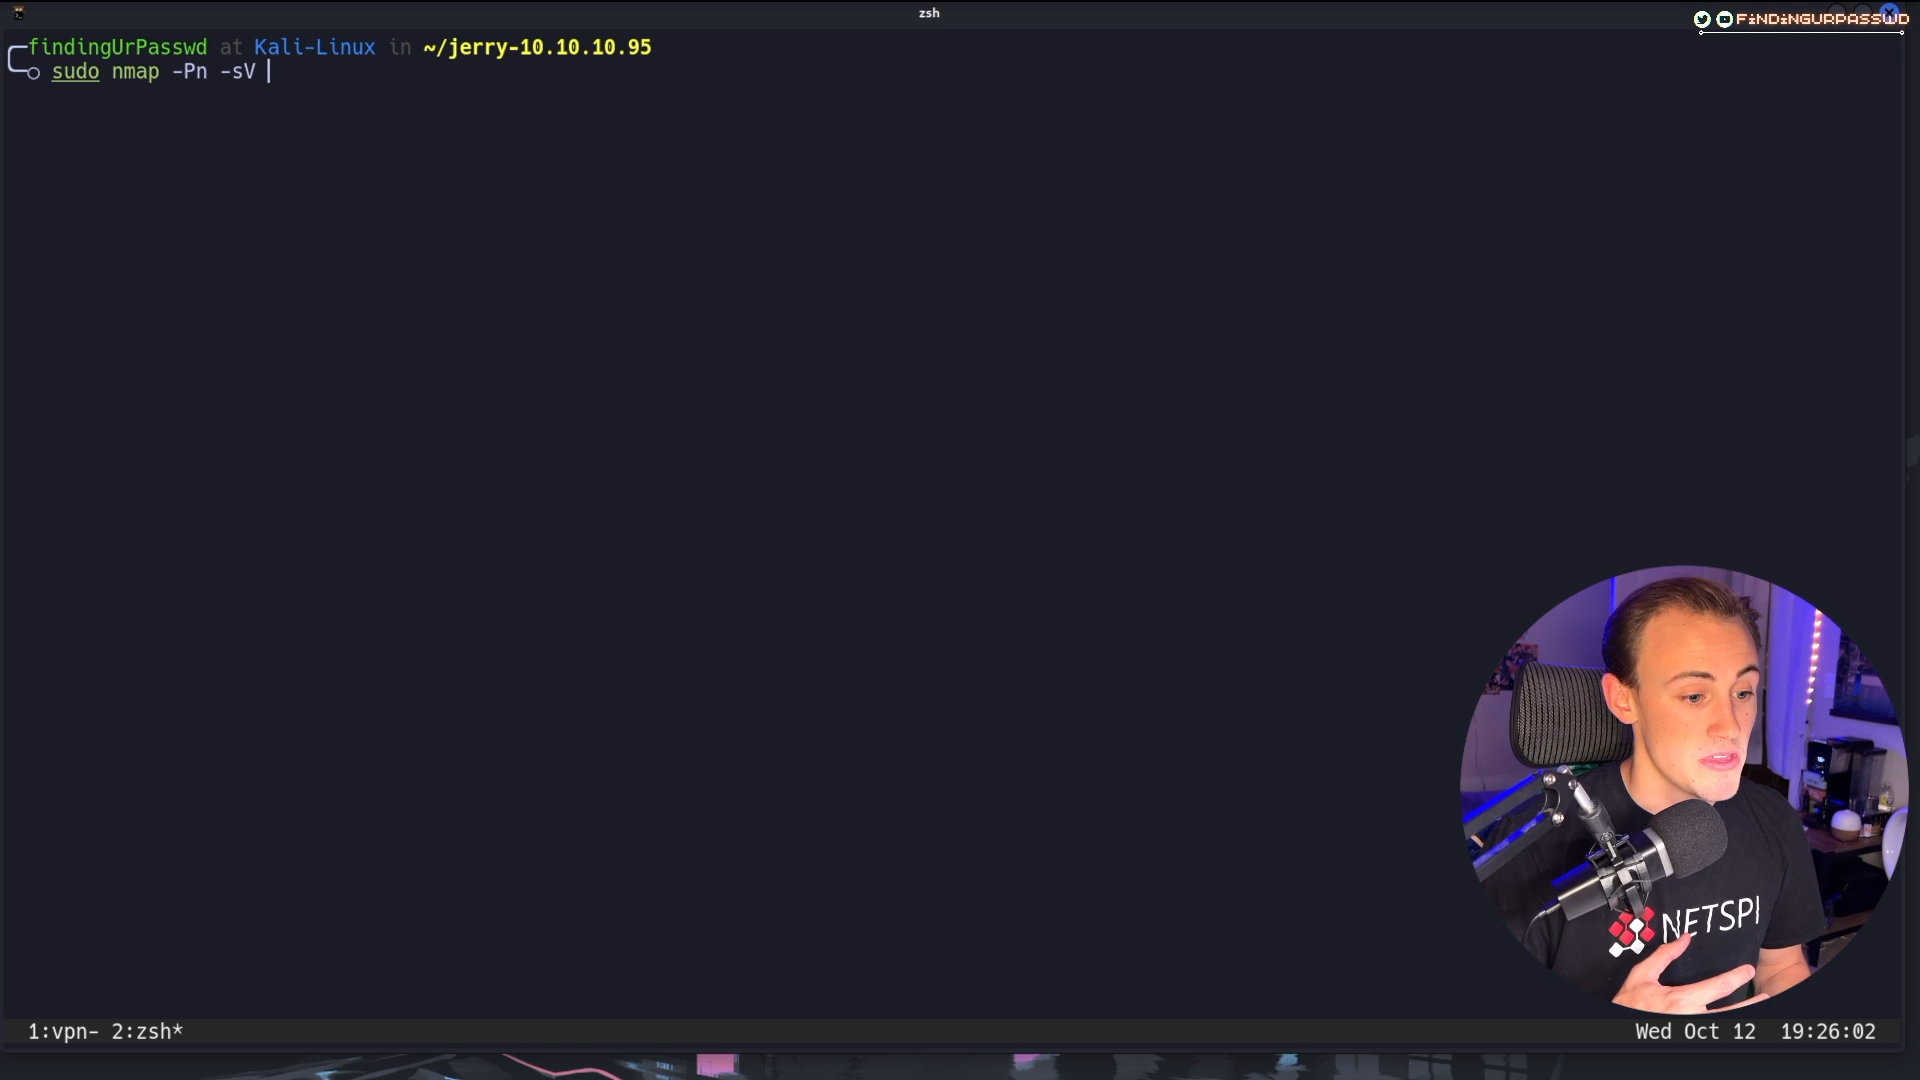 zsh
FiNDiNGURPASSWD
findingUrPasswd at Kali-Linux in ~/jerry-10.10.10.95
sudo nmap -Pn -sV
NETSPI
1:vpn- 2:zsh*
Wed Oct 12 19:26:02